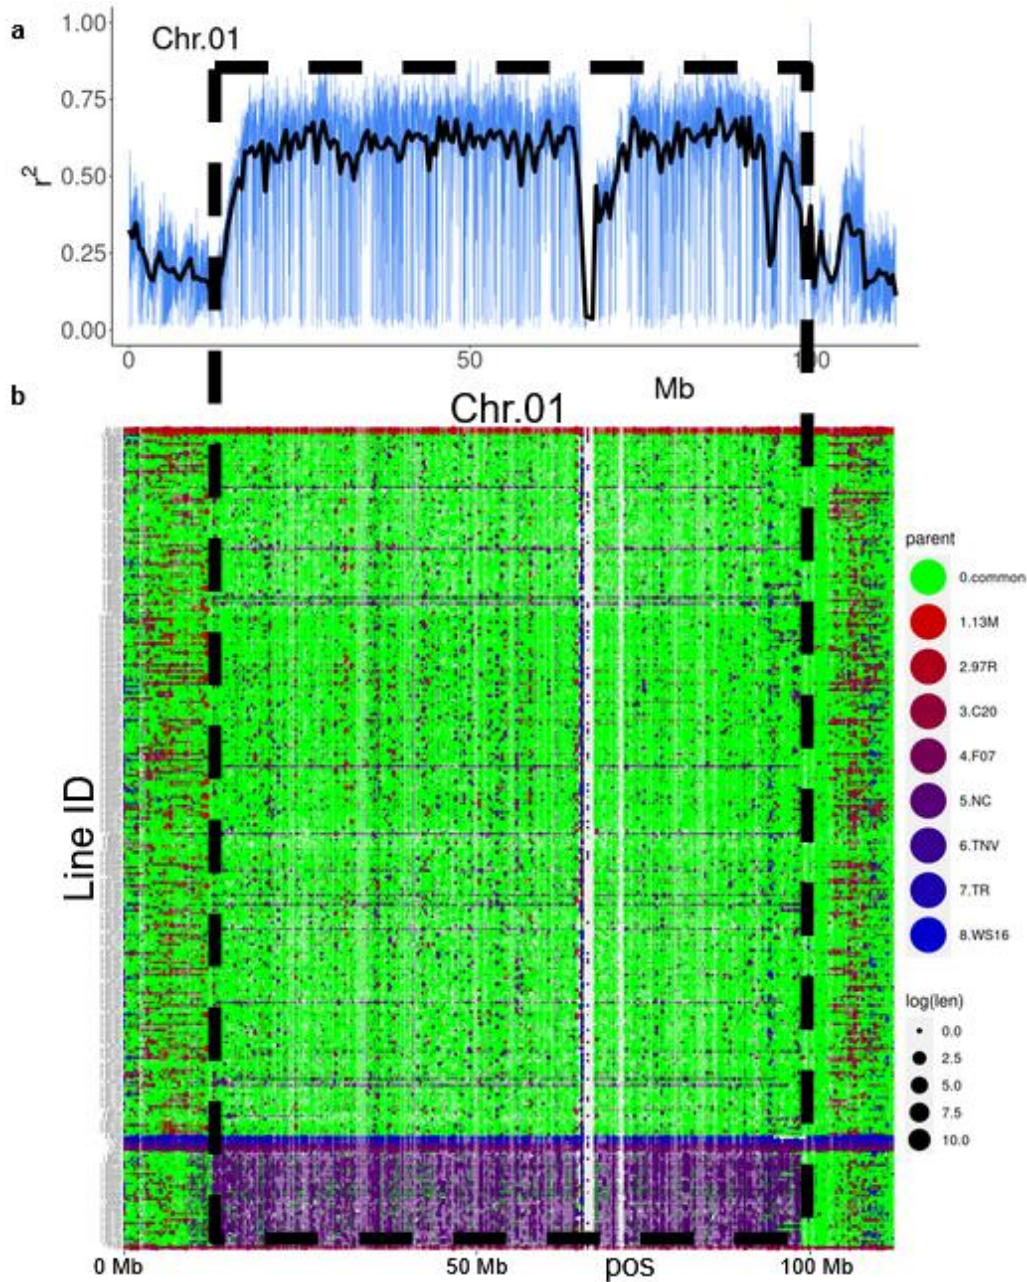 a
Chr.01
1.00
0.75
0.50
0.25
0.00
r2
0
50
100
Mb
b
Chr.01
Line ID
parent
0.common
1.13M
2.97R
3.C20
4.F07
5.NC
6.TNV
7.TR
8.WS16
log(len)
0.0
2.5
5.0
7.5
10.0
0 Mb
50 Mb
pos
100 Mb